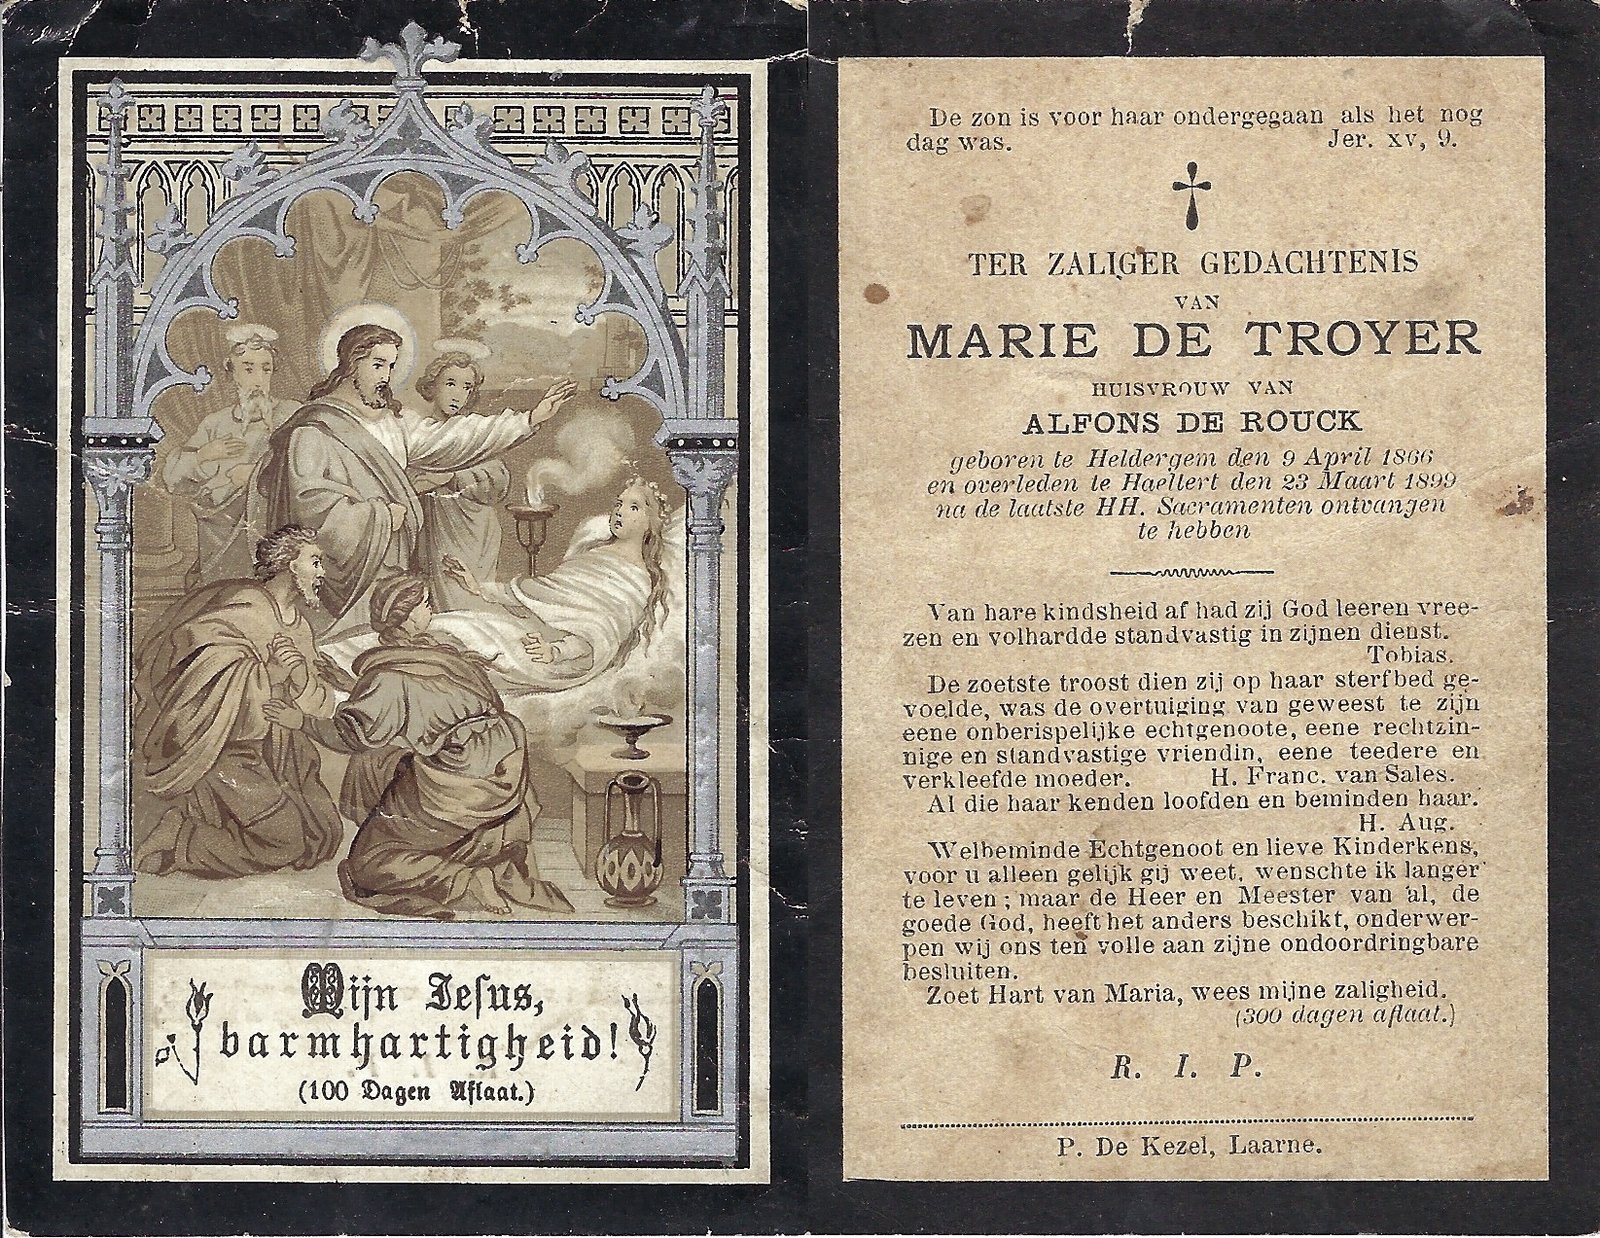 Mijn Jesus,
barmhartigheid!
(100 Dagen Aflaat.)
De zon is voor haar ondergegaan als het nog
dag was. Jer. xv, 9.
TER ZALIGER GEDACHTENIS
VAN
MARIE DE TROYER
HUISVROUW VAN
ALFONS DE ROUCK
geboren te Heldergem den 9 April 1866
en overleden te Haeltert den 23 Maart 1899
na de laatste HH. Sacramenten ontvangen
te hebben
Van hare kindsheid af had zij God leeren vree-
zen en volhardde standvastig in zijnen dienst.
Tobias.
De zoetste troost dien zij op haar sterfbed ge-
voelde, was de overtuiging van geweest te zijn
eene onberispelijke echtgenoote, eene rechtzin-
nige en standvastige vriendin, eene teedere en
verkleefde moeder. H. Franc. van Sales.
Al die haar kenden loofden en beminden haar.
H. Aug.
Welbeminde Echtgenoot en lieve Kinderkens,
voor u alleen gelijk gij weet, wenschte ik langer
te leven ; maar de Heer en Meester van al, de
goede God, heeft het anders beschikt, onderwer-
pen wij ons ten volle aan zijne ondoordringbare
besluiten.
Zoet Hart van Maria, wees mijne zaligheid.
(300 dagen aflaat.)
R. I. P.
P. De Kezel, Laarne.